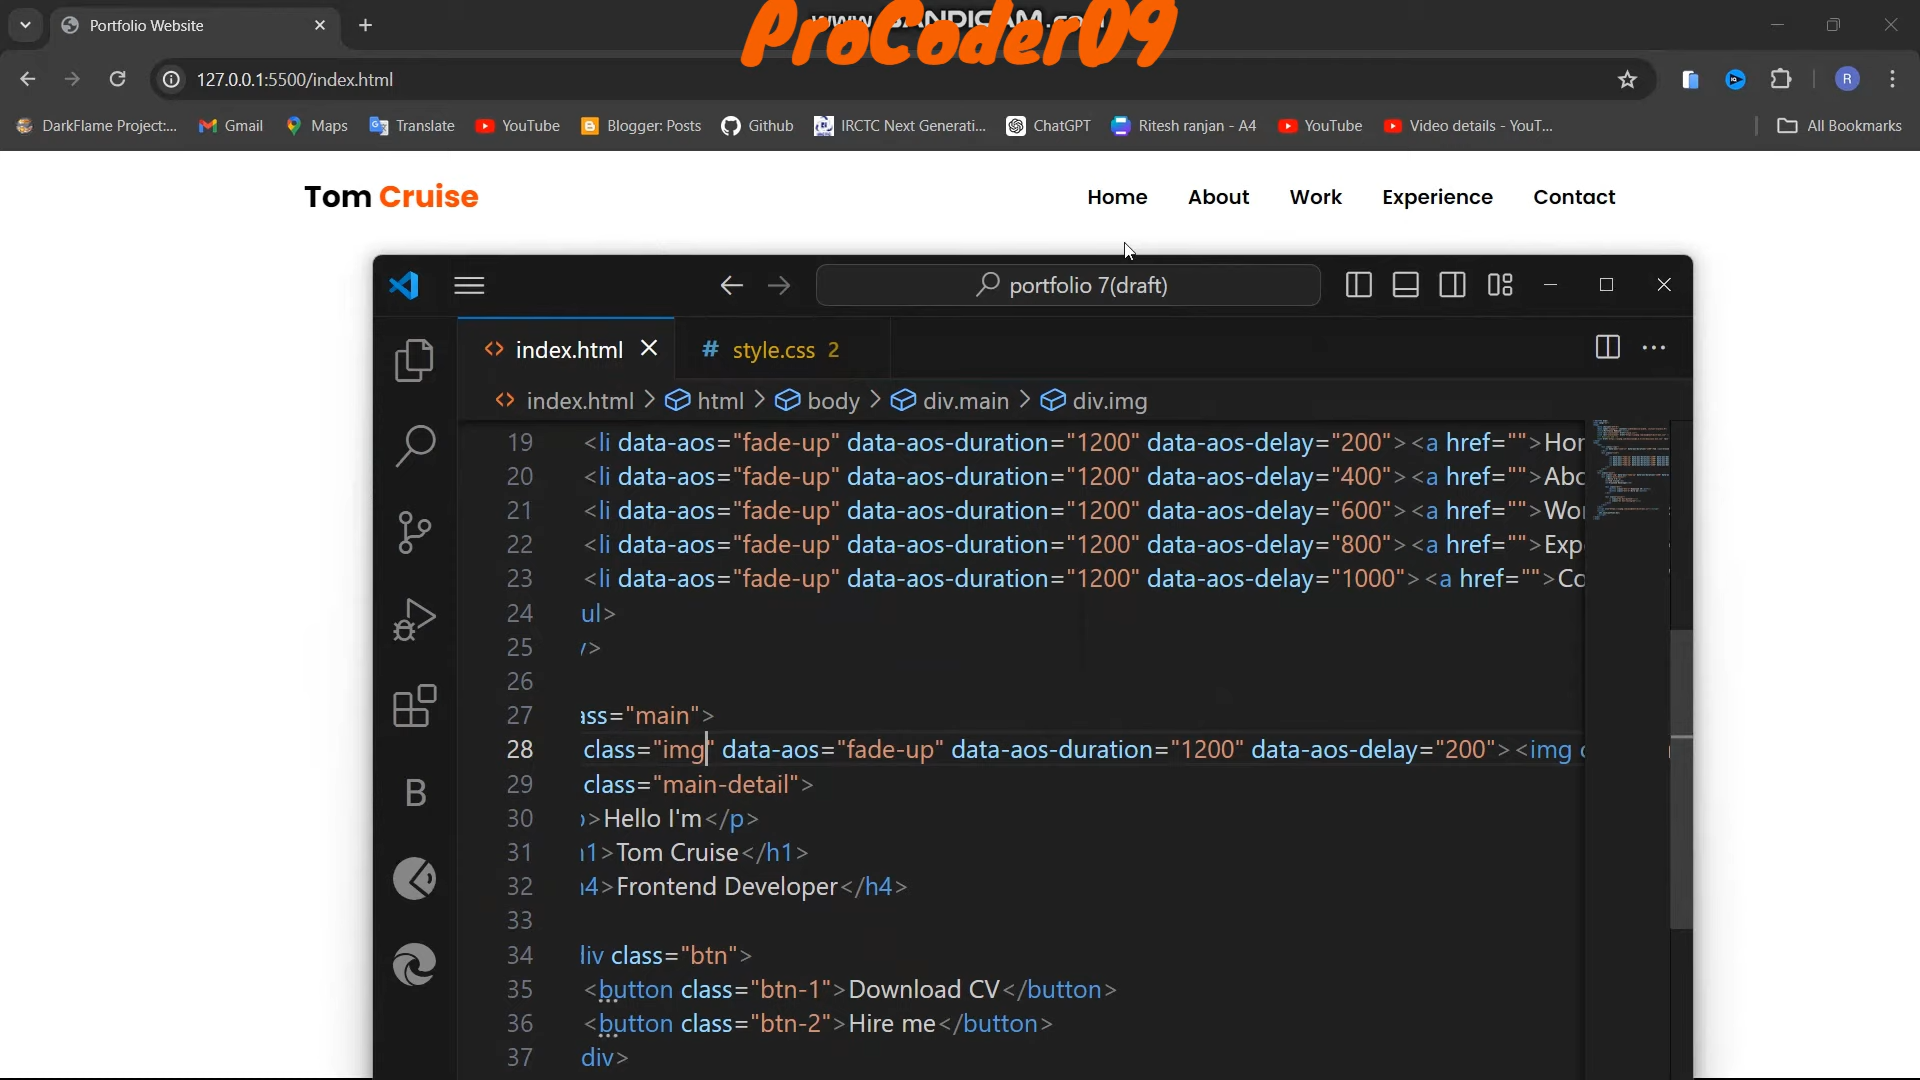 Portfolio Website
www.BANDICAM.com
ProCoder09
127.0.0.1:5500/index.html
R
DarkFlame Project:...
Gmail
Maps
Translate
YouTube
Blogger: Posts
Github
IRCTC Next Generati...
ChatGPT
Ritesh ranjan - A4
YouTube
Video details - YouT...
All Bookmarks
Tom Cruise
Home
About
Work
Experience
Contact
portfolio 7(draft)
index.html
# style.css 2
index.html > html > body > div.main > div.img
19 <li data-aos="fade-up" data-aos-duration="1200" data-aos-delay="200"><a href="">Hor
20 <li data-aos="fade-up" data-aos-duration="1200" data-aos-delay="400"><a href="">Abo
21 <li data-aos="fade-up" data-aos-duration="1200" data-aos-delay="600"><a href="">Wor
22 <li data-aos="fade-up" data-aos-duration="1200" data-aos-delay="800"><a href="">Exp
23 <li data-aos="fade-up" data-aos-duration="1200" data-aos-delay="1000"><a href="">Co
24 ul>
25 >
26
27 ass="main">
28 class="img" data-aos="fade-up" data-aos-duration="1200" data-aos-delay="200"><img
29 class="main-detail">
30 >Hello I'm</p>
31 1>Tom Cruise</h1>
32 4>Frontend Developer</h4>
33
34 div class="btn">
35 <button class="btn-1">Download CV</button>
36 <button class="btn-2">Hire me</button>
37 div>
B